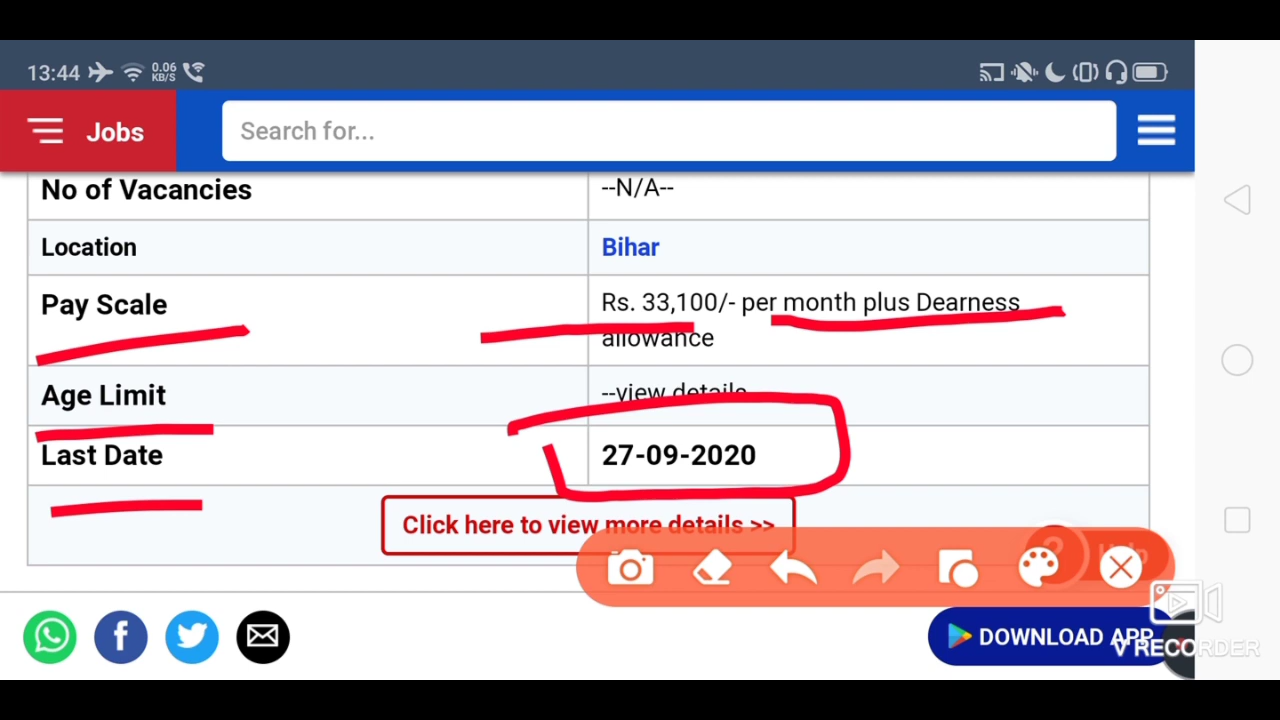 13:44 0.06 KB/S
Jobs Search for...
No of Vacancies --N/A--
Location Bihar
Pay Scale Rs. 33,100/- per month plus Dearness
allowance
Age Limit --view details--
Last Date 27-09-2020
Click here to view more details >>
? Help
DOWNLOAD APP
V RECORDER